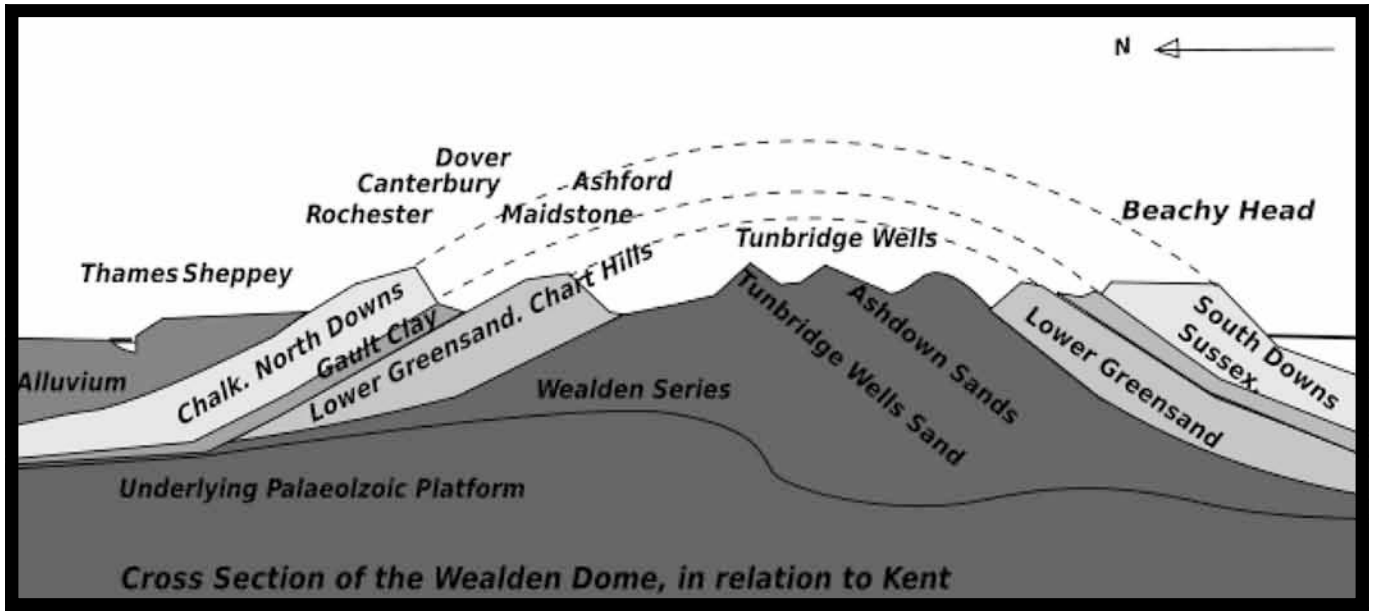 N
Dover
Canterbury
Ashford
Rochester
Maidstone
Beachy Head
Tunbridge Wells
Thames Sheppey
Chalk. North Downs
Gault Clay
Lower Greensand. Chart Hills
Tunbridge Wells Sand
Ashdown Sands
Lower Greensand
South Downs
Sussex.
Alluvium
Wealden Series
Underlying Palaeolzoic Platform
Cross Section of the Wealden Dome, in relation to Kent